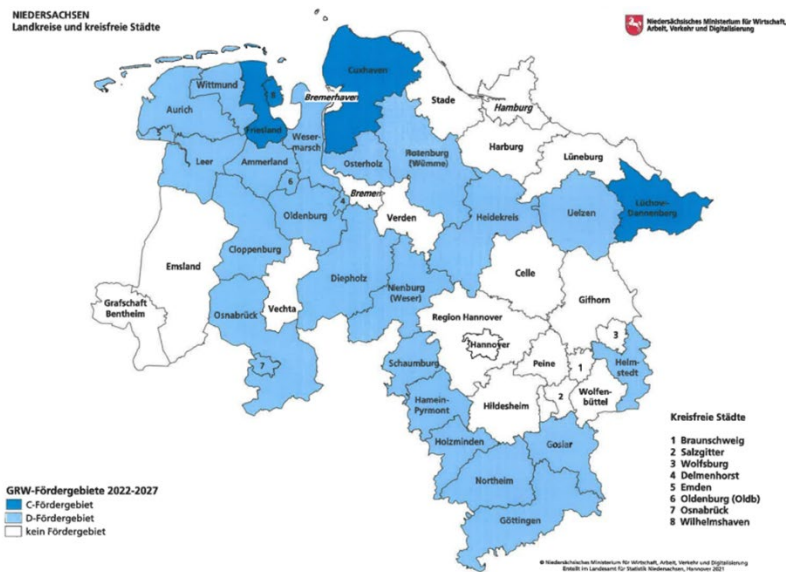 NIEDERSACHSEN
Landkreise und kreisfreie Städte
Niedersächsisches Ministerium für Wirtschaft,
Arbeit, Verkehr und Digitalisierung
Cuxhaven
Wittmund
8
Bremerhaven
Stade
Hamburg
Aurich
Friesland
Weser-
marsch
5
Harburg
Lüneburg
Leer
Ammerland
Osterholz
Rotenburg
(Wümme)
6
Bremen
4
Lüchow-
Dannenberg
Oldenburg
Verden
Heidekreis
Uelzen
Cloppenburg
Emsland
Diepholz
Celle
Nienburg
(Weser)
Gifhorn
Grafschaft
Bentheim
Vechta
Osnabrück
Region Hannover
Hannover
3
7
Schaumburg
Peine
1
Helm-
stedt
Hameln-
Pyrmont
Hildesheim
2
Wolfen-
büttel
Holzminden
Goslar
Northeim
Göttingen
Kreisfreie Städte
1 Braunschweig
2 Salzgitter
3 Wolfsburg
4 Delmenhorst
5 Emden
6 Oldenburg (Oldb)
7 Osnabrück
8 Wilhelmshaven
GRW-Fördergebiete 2022-2027
C-Fördergebiet
D-Fördergebiet
kein Fördergebiet
© Niedersächsisches Ministerium für Wirtschaft, Arbeit, Verkehr und Digitalisierung
Erstellt im Landesamt für Statistik Niedersachsen, Hannover 2021